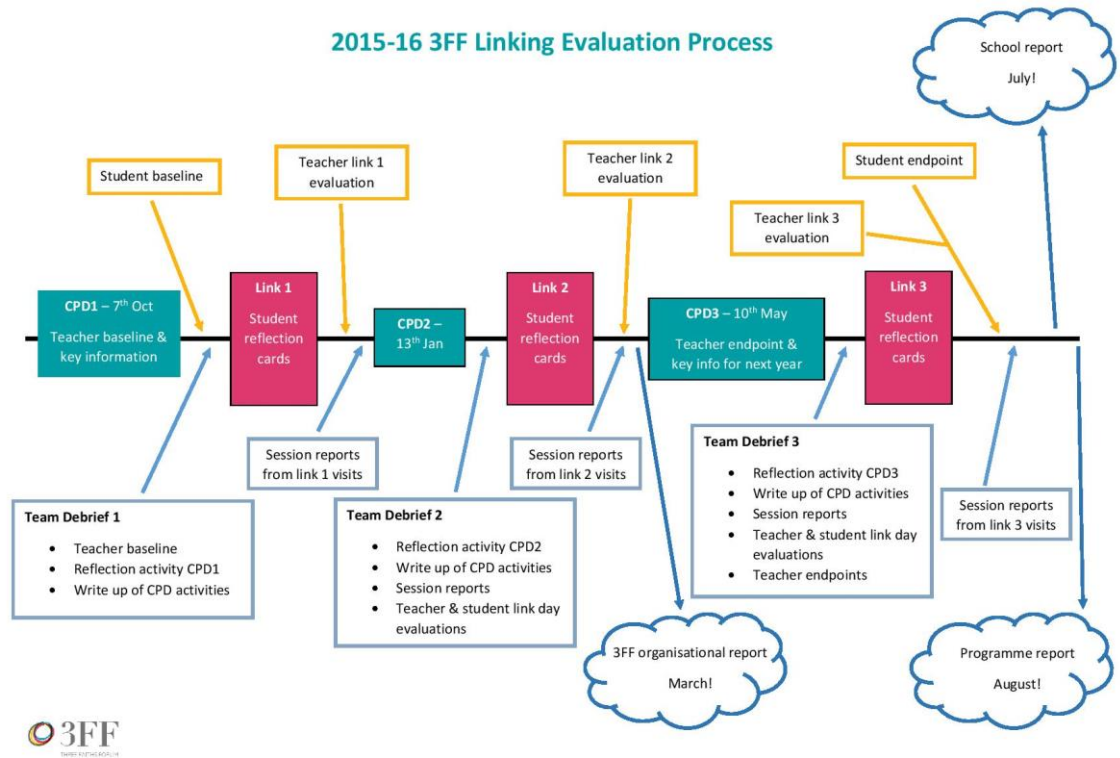 2015-16 3FF Linking Evaluation Process
School report
July!
Student baseline
Teacher link 1
evaluation
Teacher link 2
evaluation
Student endpoint
Teacher link 3
evaluation
CPD1 – 7th Oct
Teacher baseline &
key information
Link 1
Student
reflection
cards
CPD2 –
13th Jan
Link 2
Student
reflection
cards
CPD3 – 10th May
Teacher endpoint &
key info for next year
Link 3
Student
reflection
cards
Session reports
from link 1 visits
Session reports
from link 2 visits
Session reports
from link 3 visits
Team Debrief 1
• Teacher baseline
• Reflection activity CPD1
• Write up of CPD activities
Team Debrief 2
• Reflection activity CPD2
• Write up of CPD activities
• Session reports
• Teacher & student link day
evaluations
Team Debrief 3
• Reflection activity CPD3
• Write up of CPD activities
• Session reports
• Teacher & student link day
evaluations
• Teacher endpoints
3FF organisational report
March!
Programme report
August!
3FF
THREE FAITHS FORUM